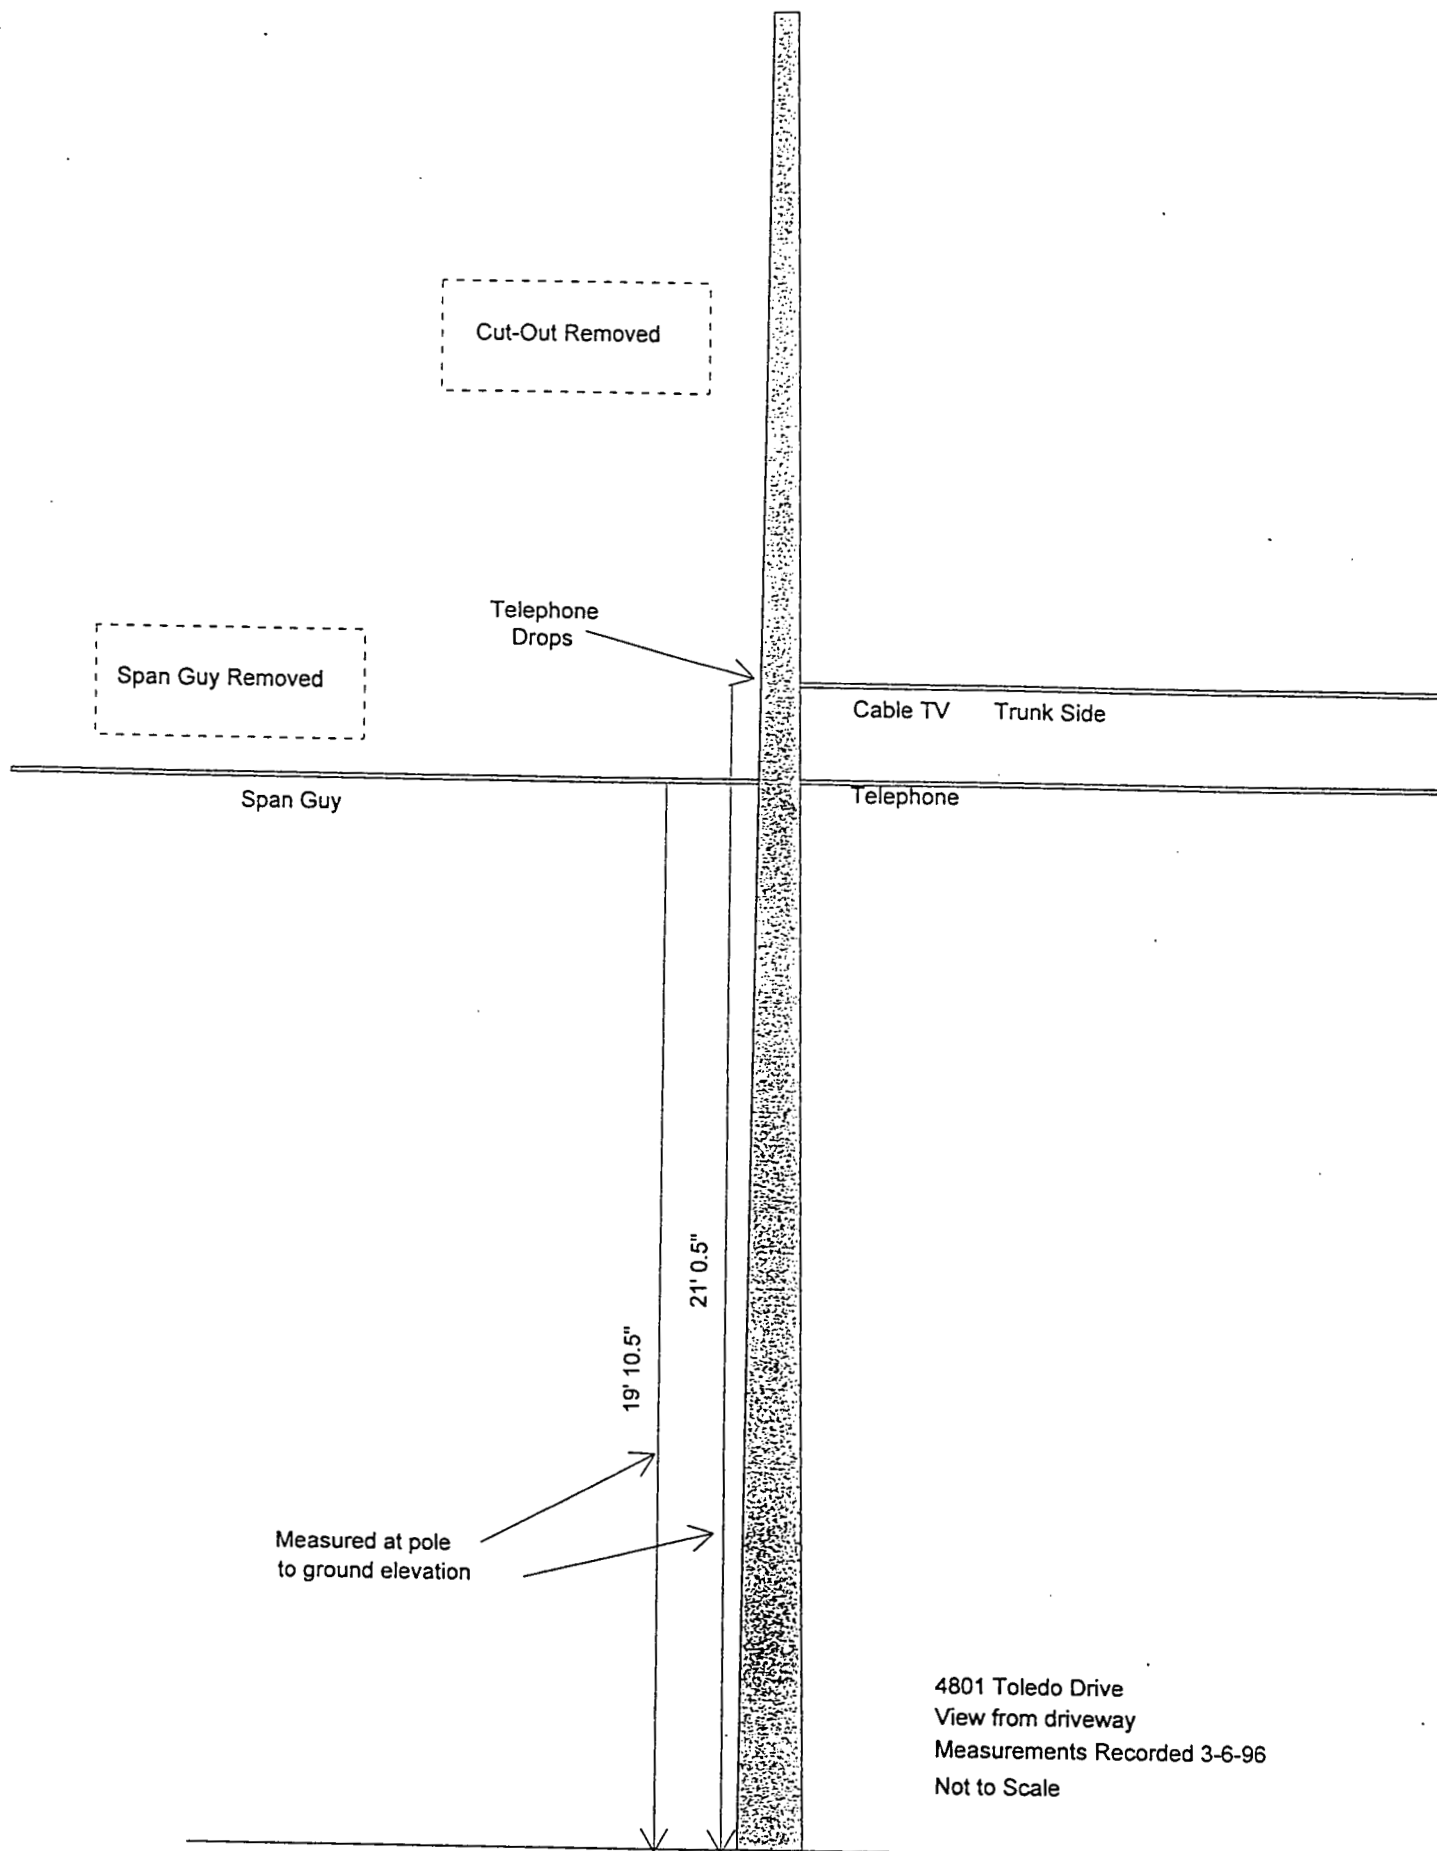 Cut-Out Removed
Telephone
Drops
Span Guy Removed
Cable TV Trunk Side
Span Guy
Telephone
21' 0.5"
19' 10.5"
Measured at pole
to ground elevation
4801 Toledo Drive
View from driveway
Measurements Recorded 3-6-96
Not to Scale